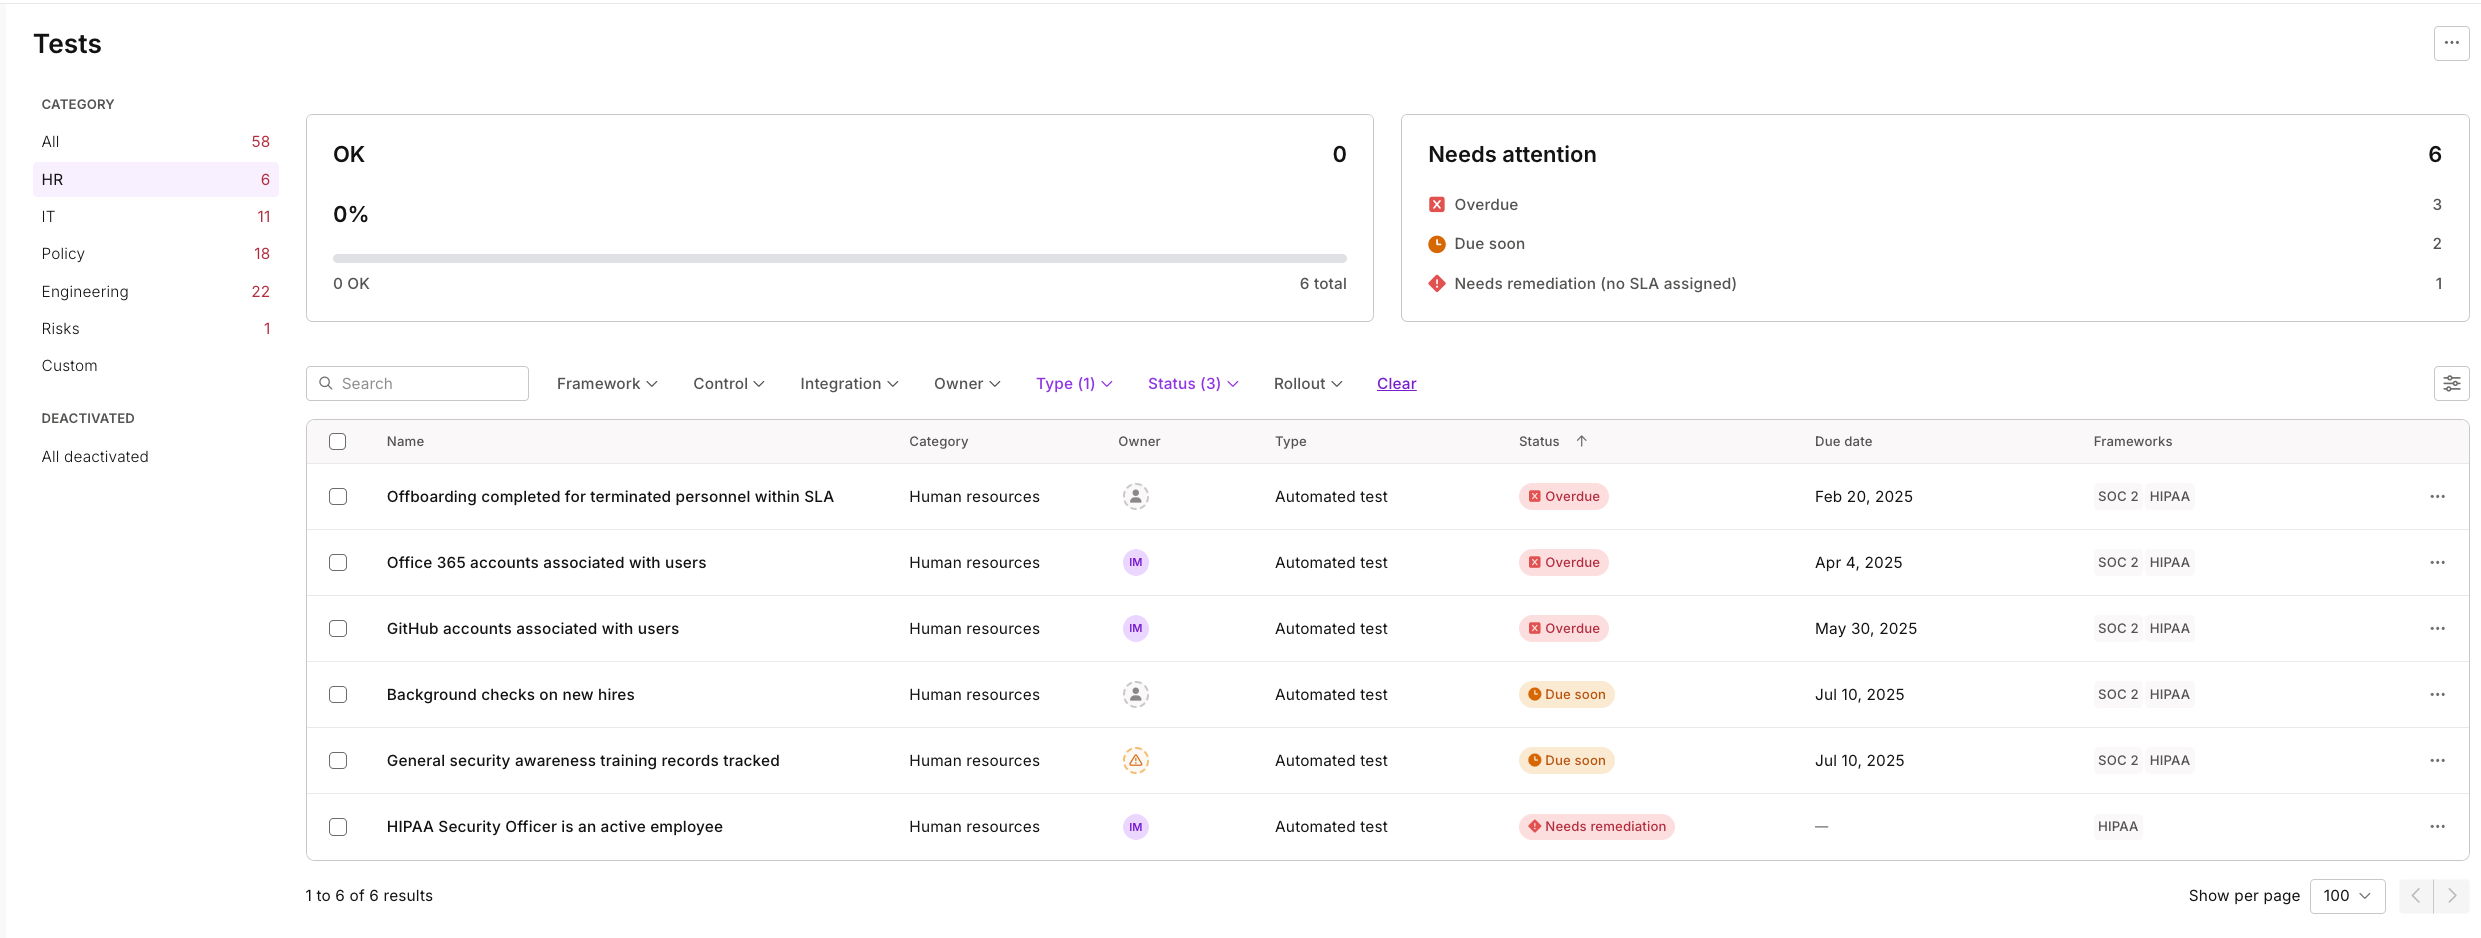 Tests
CATEGORY
All 58
HR 6
IT 11
Policy 18
Engineering 22
Risks 1
Custom
DEACTIVATED
All deactivated
OK 0
0%
0 OK 6 total
Needs attention 6
Overdue 3
Due soon 2
Needs remediation (no SLA assigned) 1
Search Framework Control Integration Owner Type (1) Status (3) Rollout Clear
Name Category Owner Type Status Due date Frameworks
Offboarding completed for terminated personnel within SLA Human resources Automated test Overdue Feb 20, 2025 SOC 2 HIPAA
Office 365 accounts associated with users Human resources IM Automated test Overdue Apr 4, 2025 SOC 2 HIPAA
GitHub accounts associated with users Human resources IM Automated test Overdue May 30, 2025 SOC 2 HIPAA
Background checks on new hires Human resources Automated test Due soon Jul 10, 2025 SOC 2 HIPAA
General security awareness training records tracked Human resources Automated test Due soon Jul 10, 2025 SOC 2 HIPAA
HIPAA Security Officer is an active employee Human resources IM Automated test Needs remediation — HIPAA
1 to 6 of 6 results Show per page 100